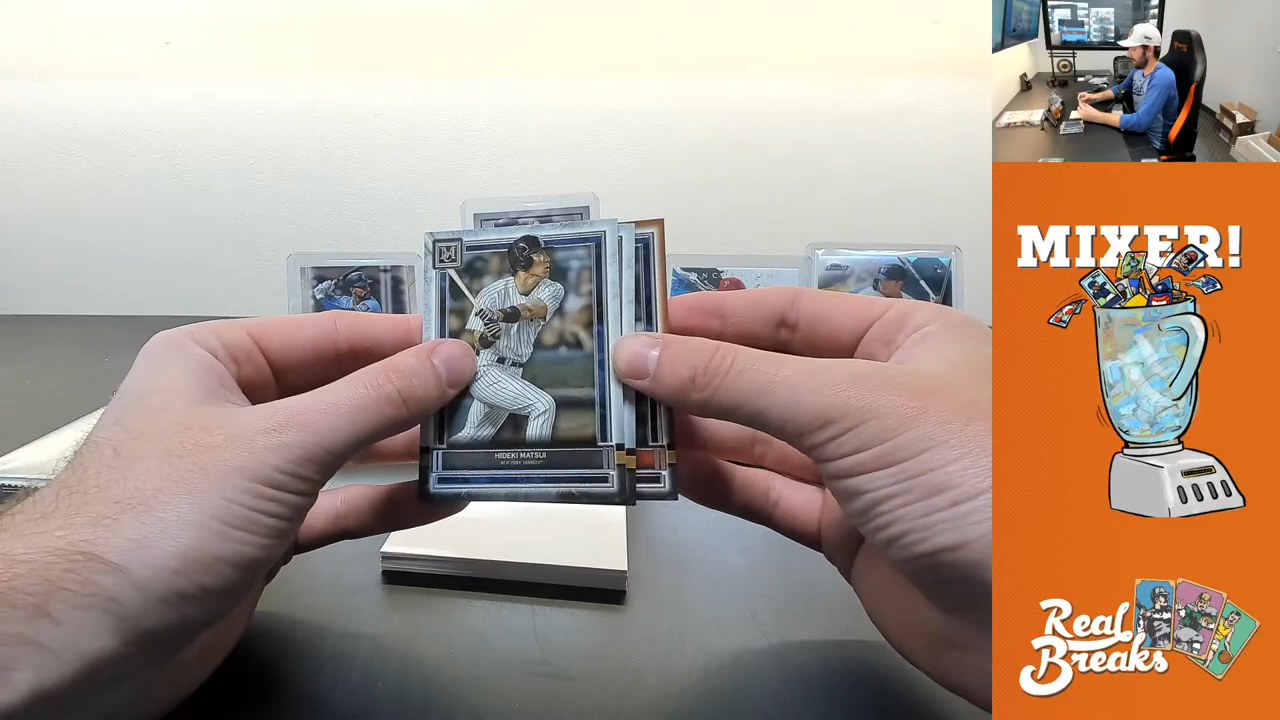 M
HIDEKI MATSUI
NEW YORK YANKEES
MIXER!
Real
Breaks